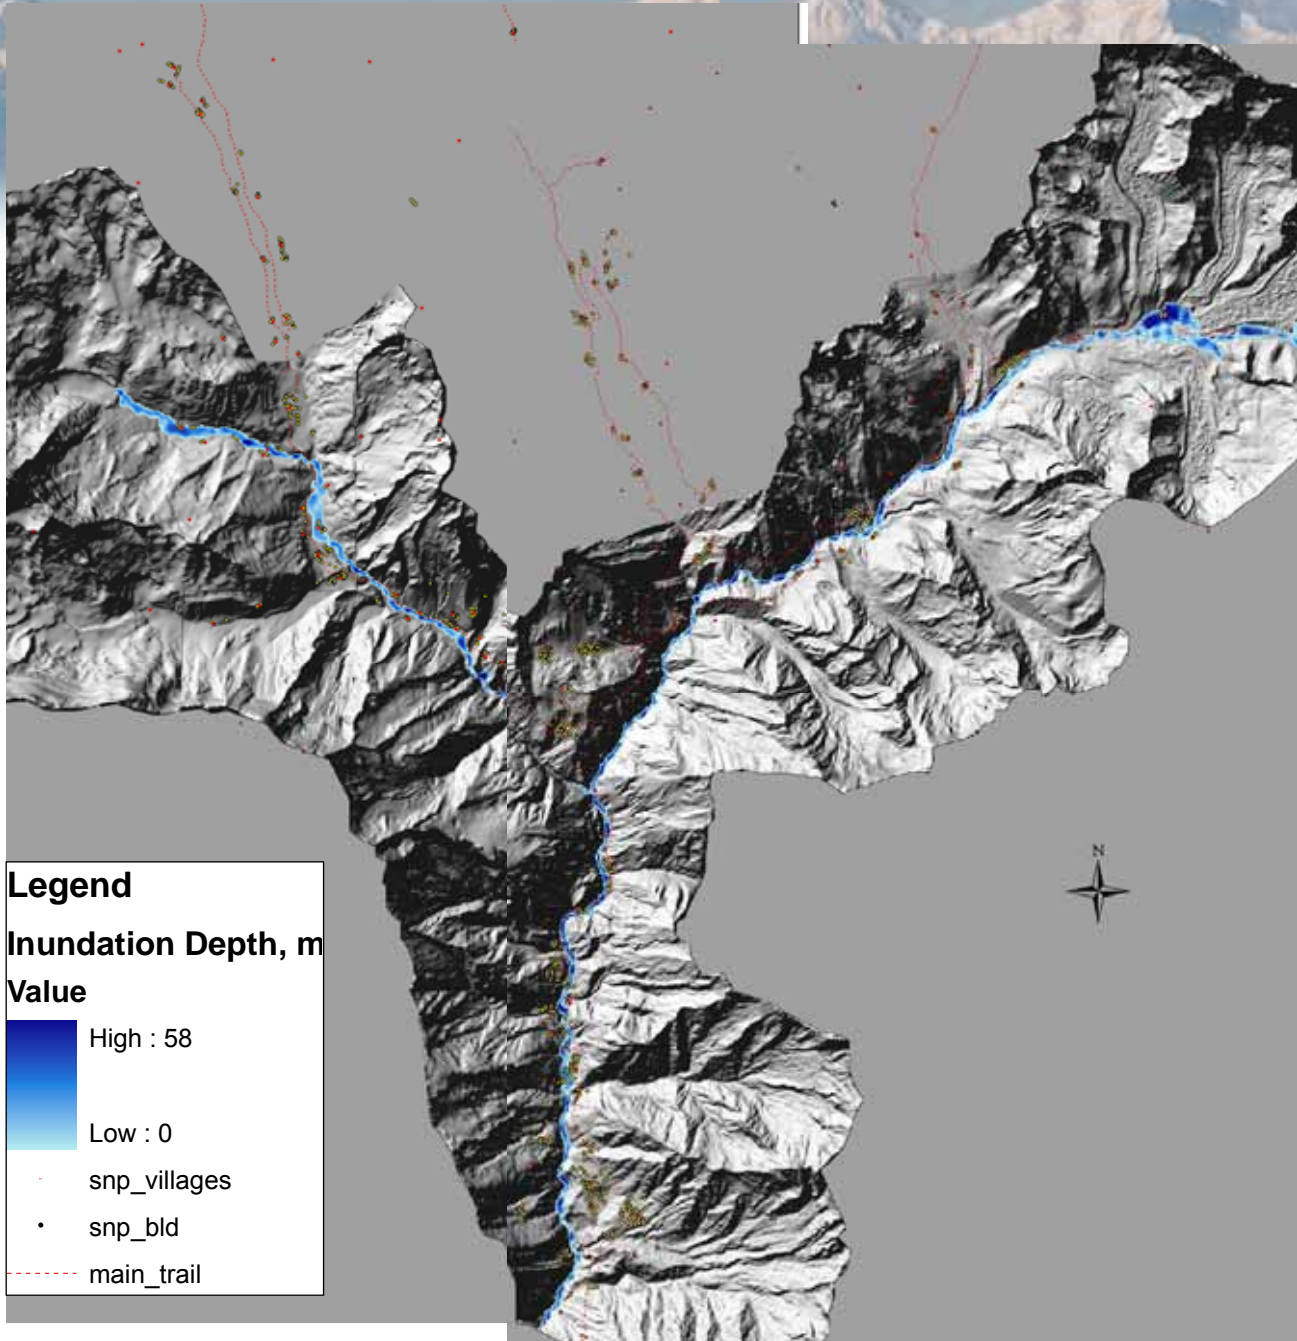 N
Legend
Inundation Depth, m
Value
High : 58
Low : 0
snp_villages
snp_bld
main_trail